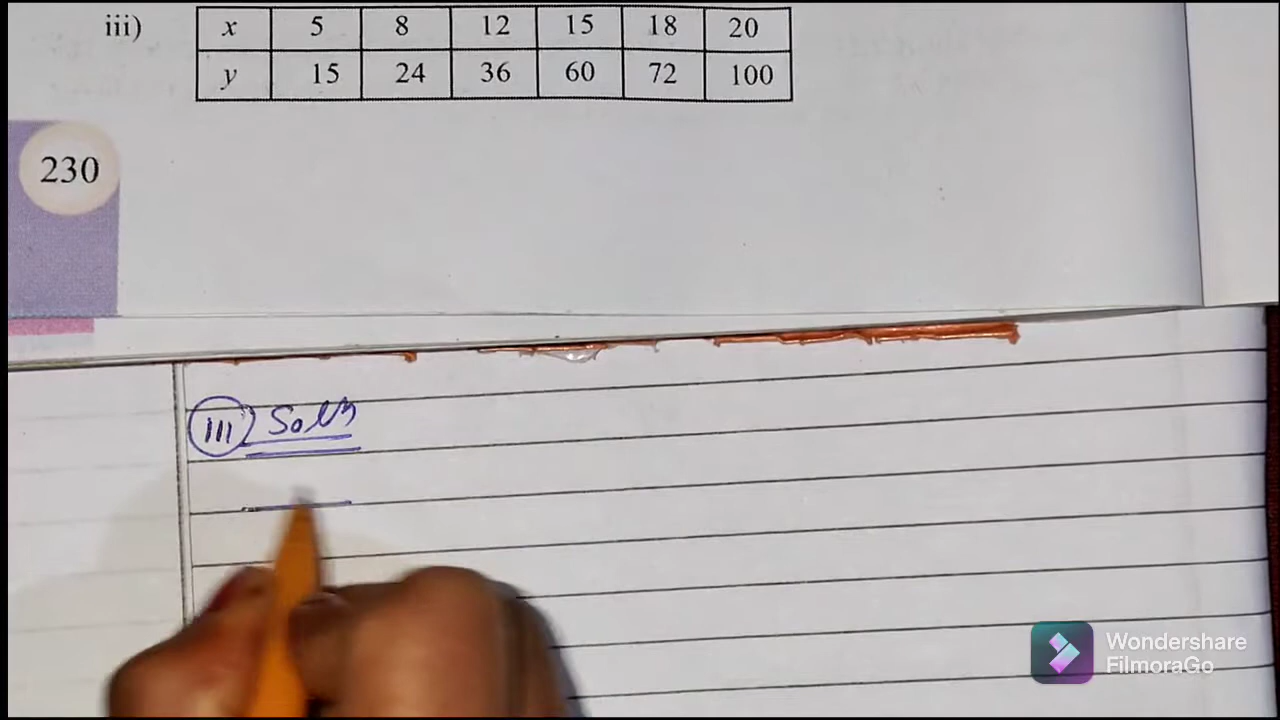 iii) x 5 8 12 15 18 20
y 15 24 36 60 72 100
230
III) Soln
Wondershare
FilmoraGo